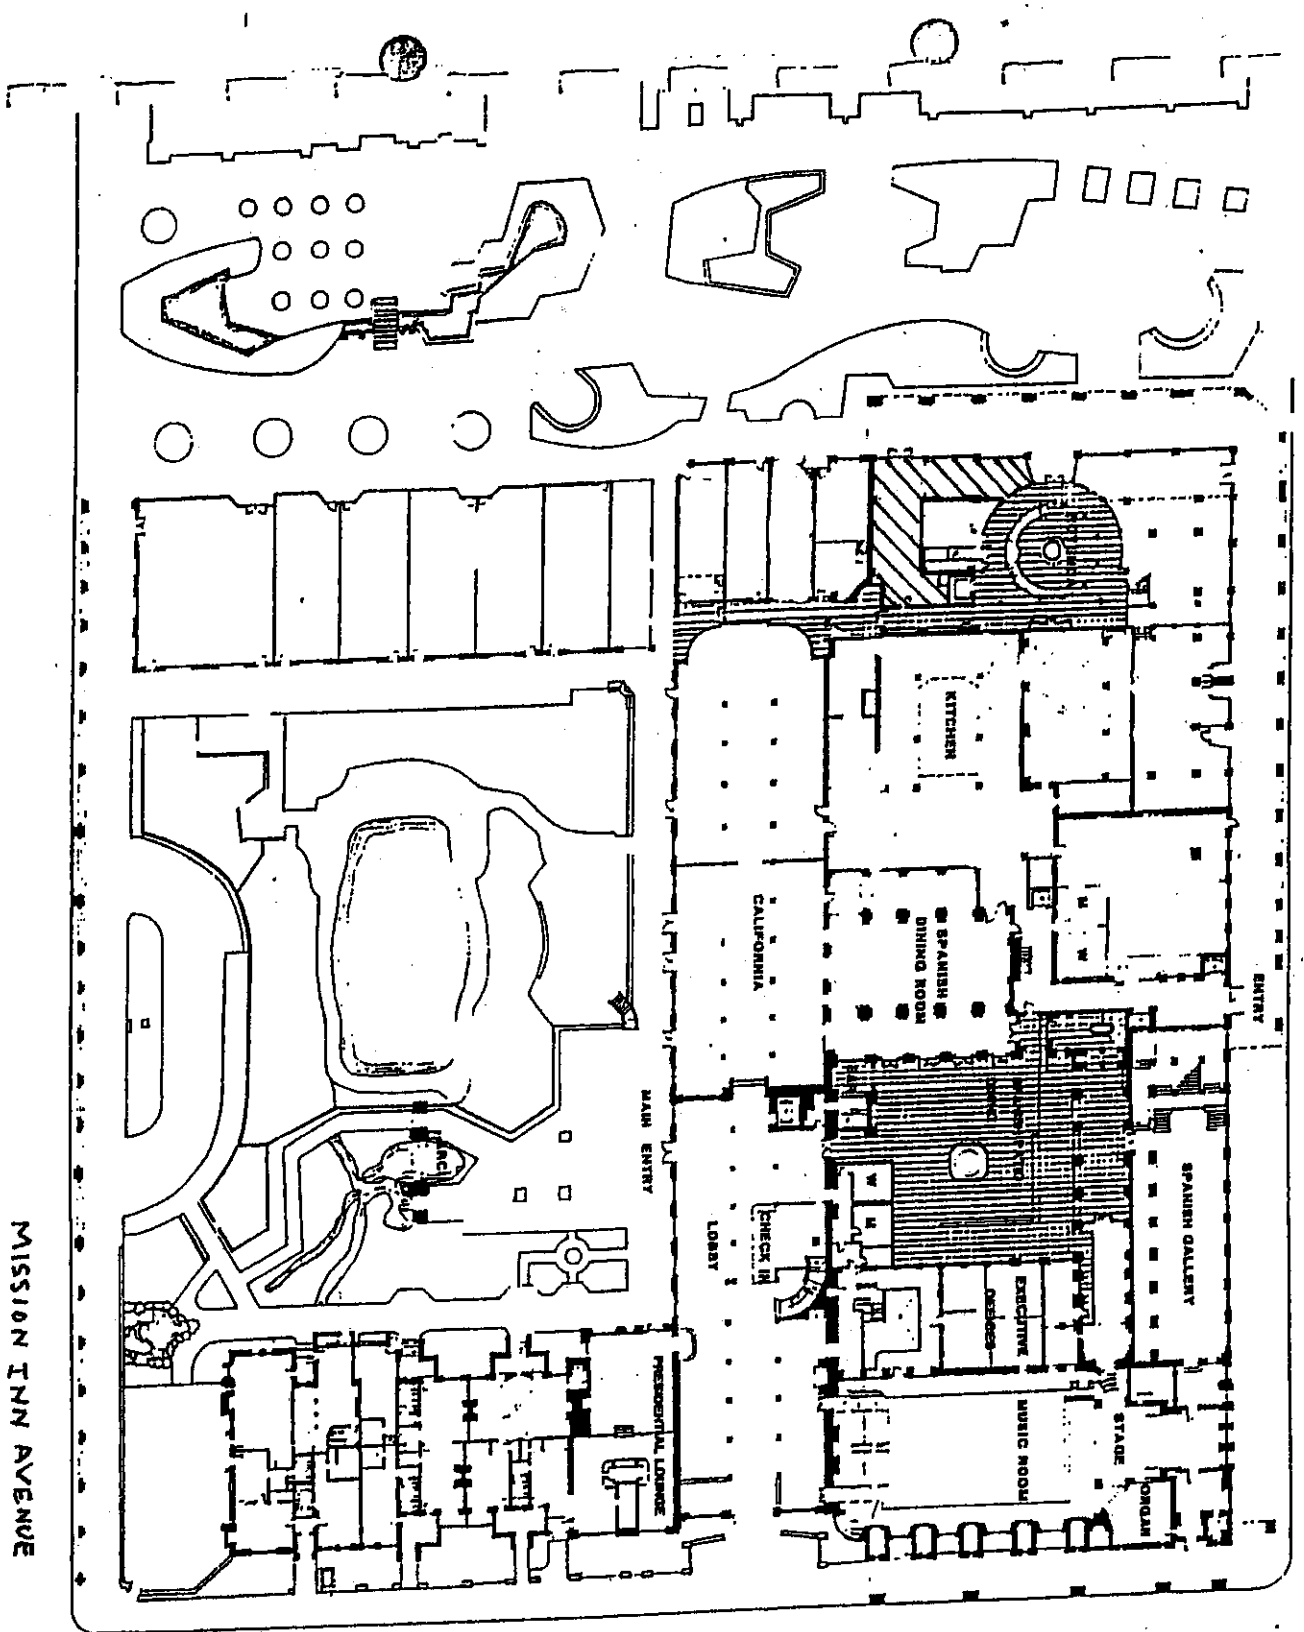 KITCHEN
CALIFORNIA
SPANISH
DINING ROOM
ENTRY
MAIN ENTRY
SPANISH GALLERY
CHECK IN
LOBBY
EXECUTIVE
OFFICES
PRESIDENTIAL LOUNGE
MUSIC ROOM
STAGE
ORGAN
M
W
W
M
MISSION INN AVENUE